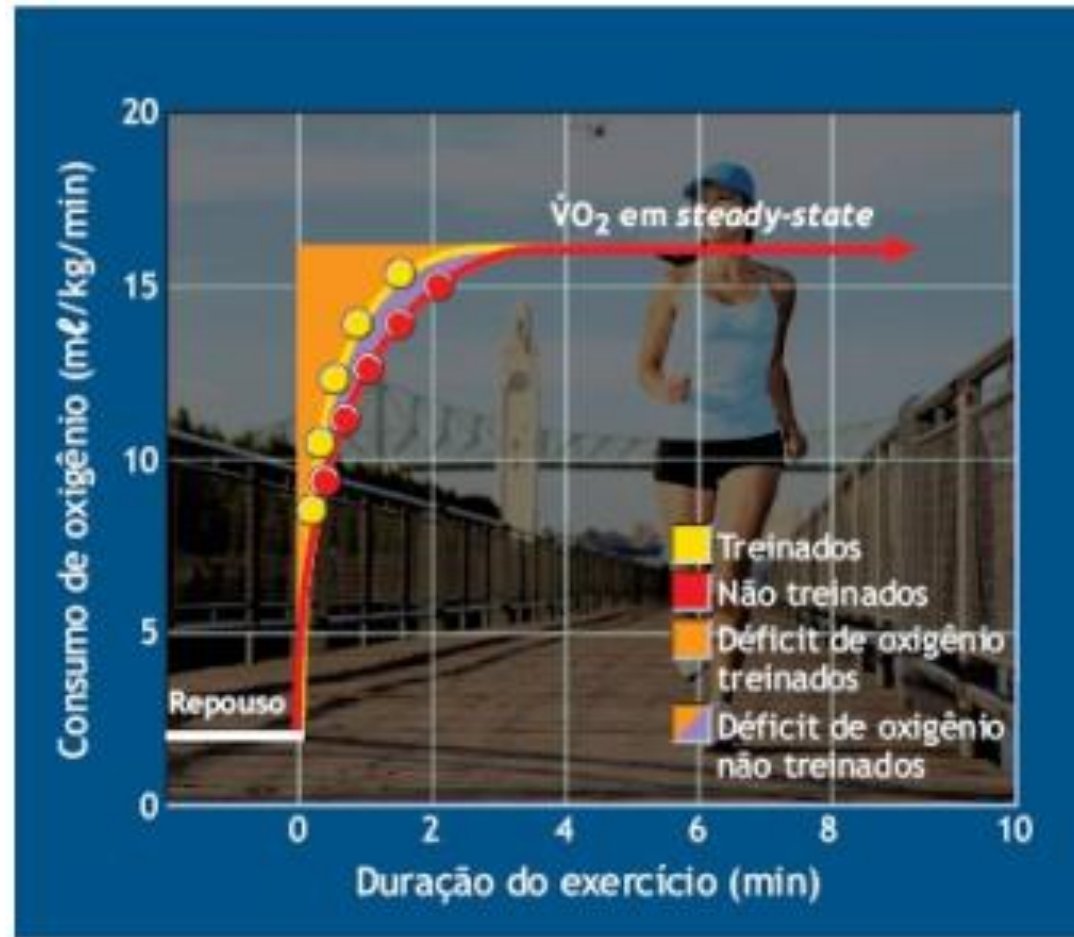 Consumo de oxigênio (mℓ/kg/min)
20
15
10
5
0
V̇O₂ em steady-state
Repouso
Treinados
Não treinados
Déficit de oxigênio
treinados
Déficit de oxigênio
não treinados
0 2 4 6 8 10
Duração do exercício (min)